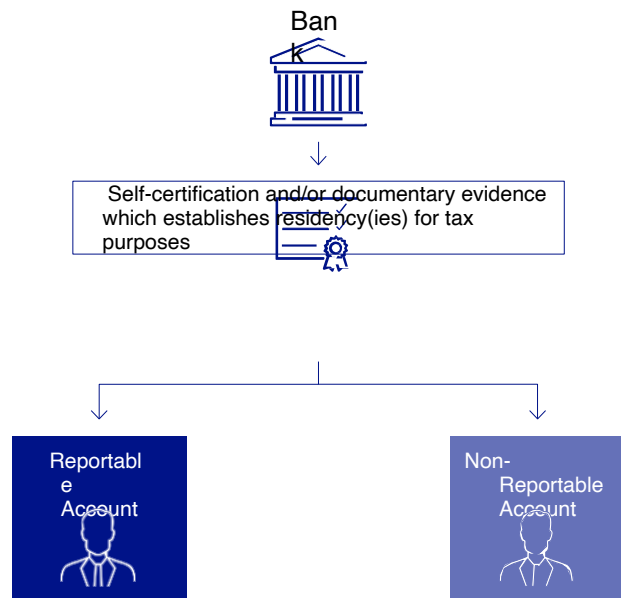 Ban
k
Self-certification and/or documentary evidence
which establishes residency(ies) for tax
purposes
Reportabl
e
Account
Non-
Reportable
Account